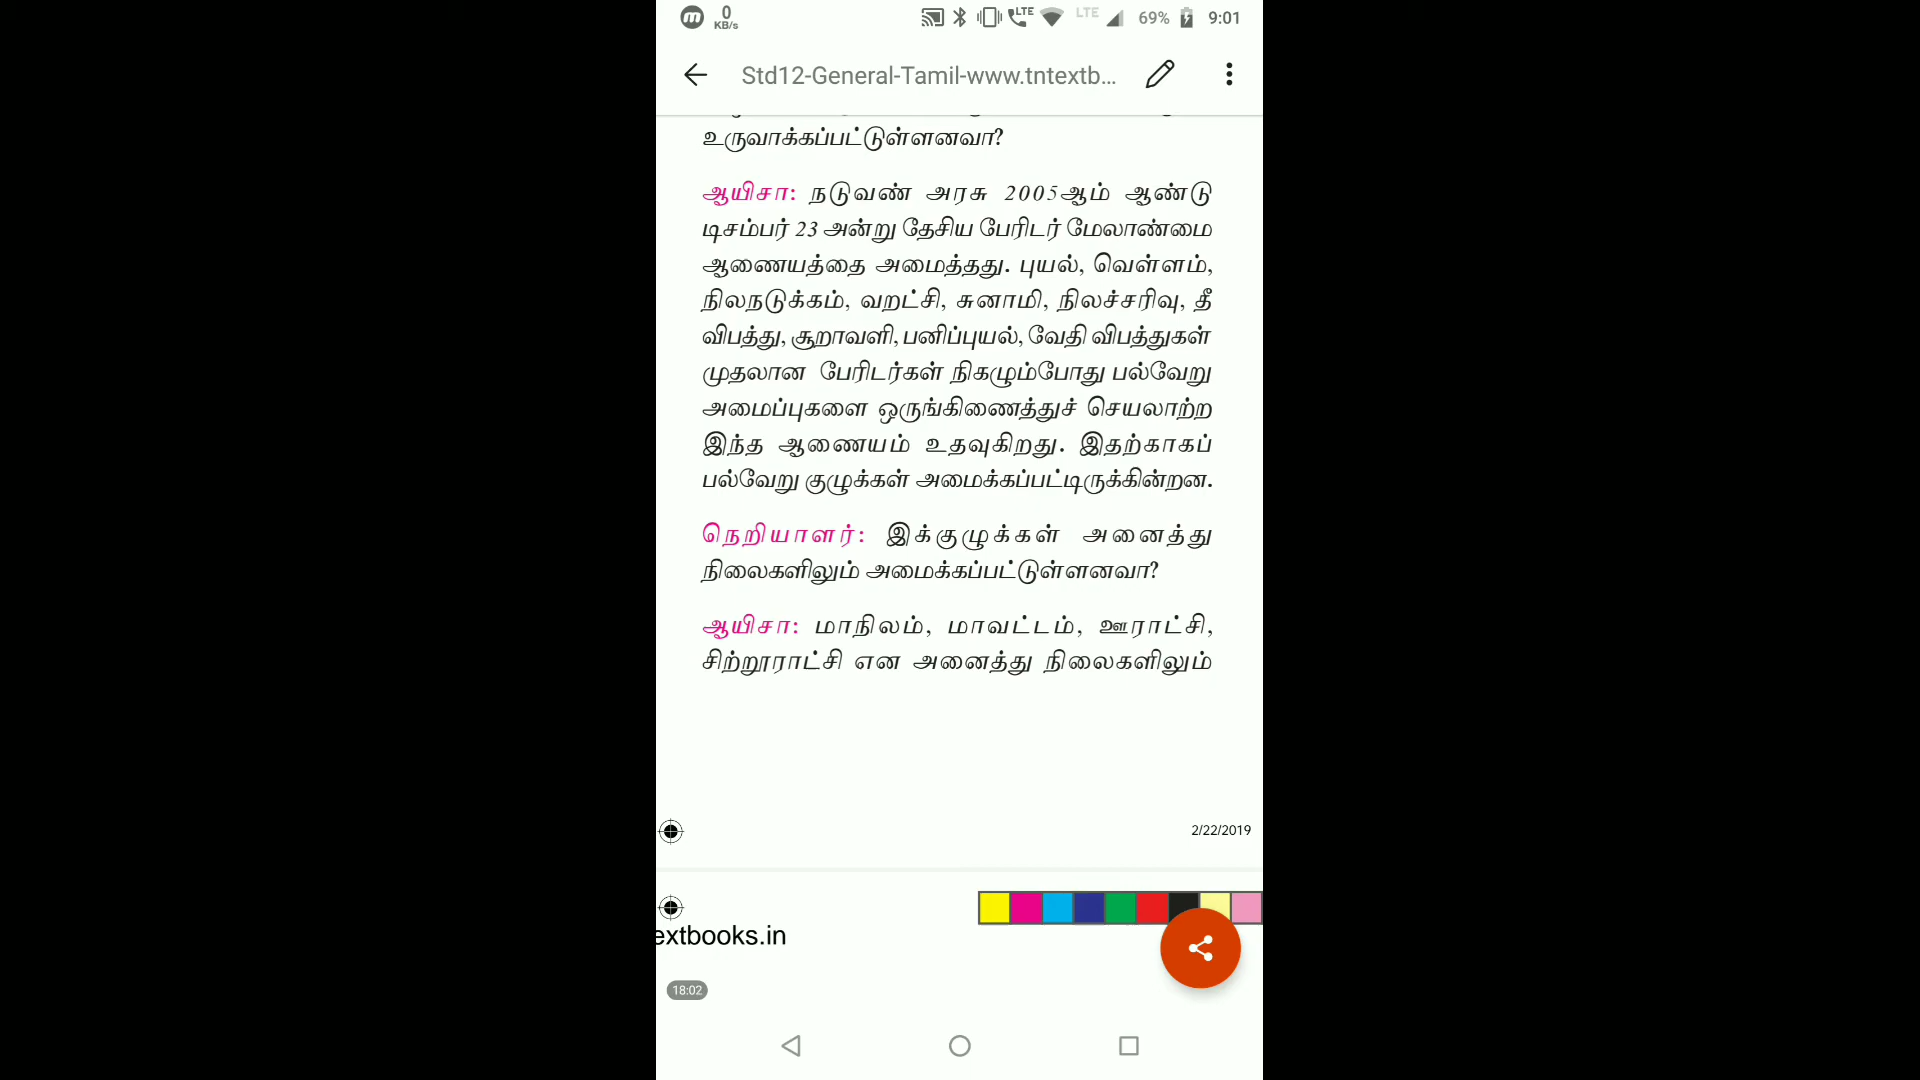 0
KB/s
LTE
LTE
69%
9:01
Std12-General-Tamil-www.tntextb...
உருவாக்கப்பட்டுள்ளனவா?
ஆயிசா: நடுவண் அரசு 2005ஆம் ஆண்டு
டிசம்பர் 23 அன்று தேசிய பேரிடர் மேலாண்மை
ஆணையத்தை அமைத்தது. புயல், வெள்ளம்,
நிலநடுக்கம், வறட்சி, சுனாமி, நிலச்சரிவு, தீ
விபத்து, சூறாவளி, பனிப்புயல், வேதி விபத்துகள்
முதலான பேரிடர்கள் நிகழும்போது பல்வேறு
அமைப்புகளை ஒருங்கிணைத்துச் செயலாற்ற
இந்த ஆணையம் உதவுகிறது. இதற்காகப்
பல்வேறு குழுக்கள் அமைக்கப்பட்டிருக்கின்றன.
நெறியாளர்: இக்குழுக்கள் அனைத்து
நிலைகளிலும் அமைக்கப்பட்டுள்ளனவா?
ஆயிசா: மாநிலம், மாவட்டம், ஊராட்சி,
சிற்றூராட்சி என அனைத்து நிலைகளிலும்
2/22/2019
extbooks.in
18:02